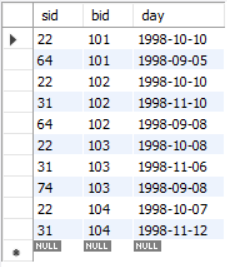 sid bid day
22 101 1998-10-10
64 101 1998-09-05
22 102 1998-10-10
31 102 1998-11-10
64 102 1998-09-08
22 103 1998-10-08
31 103 1998-11-06
74 103 1998-09-08
22 104 1998-10-07
31 104 1998-11-12
NULL NULL NULL